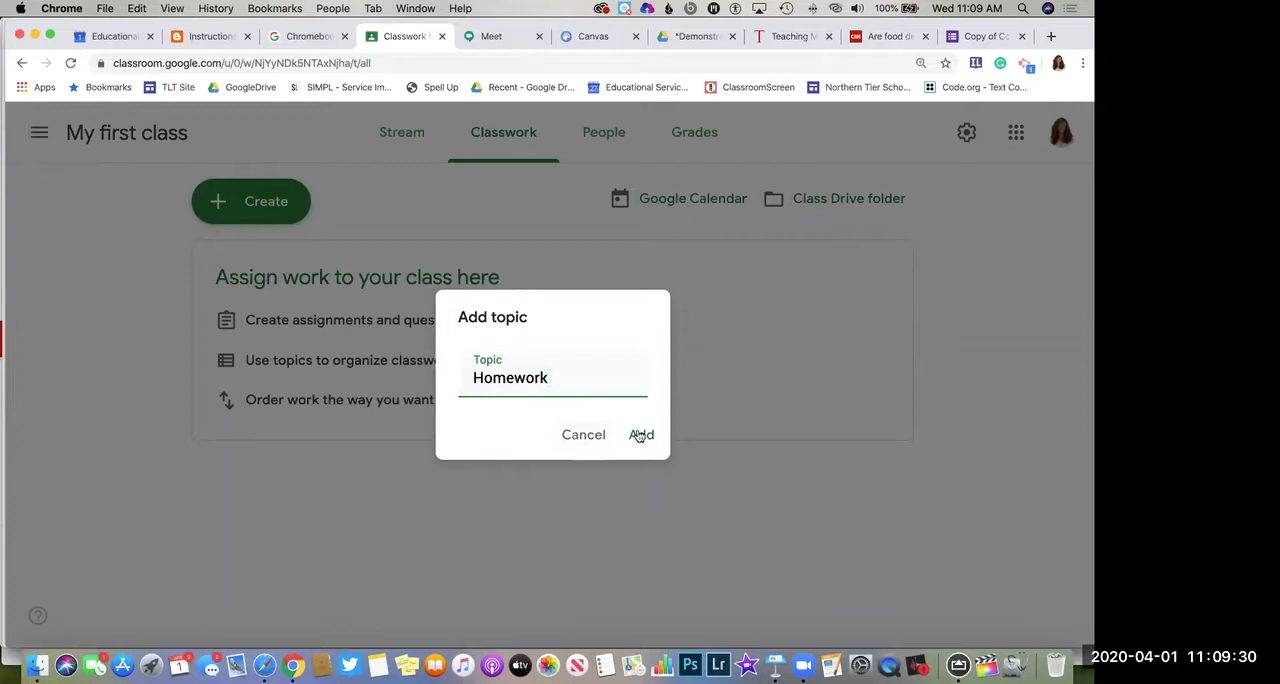 Chrome File Edit View History Bookmarks People Tab Window Help 100% Wed 11:09 AM
Educational Instructions Chromeboo Classwork Meet Canvas *Demonstr Teaching M Are food de Copy of Co
classroom.google.com/u/0/w/NjYyNDk5NTAxNjha/t/all
Apps Bookmarks TLT Site GoogleDrive SIMPL - Service Im... Spell Up Recent - Google Dr... Educational Servic... ClassroomScreen Northern Tier Scho... Code.org - Text Co...
My first class Stream Classwork People Grades
Create Google Calendar Class Drive folder
Assign work to your class here
Create assignments and ques
Use topics to organize classw
Order work the way you want
Add topic
Topic
Homework
Cancel Add
2020-04-01 11:09:30